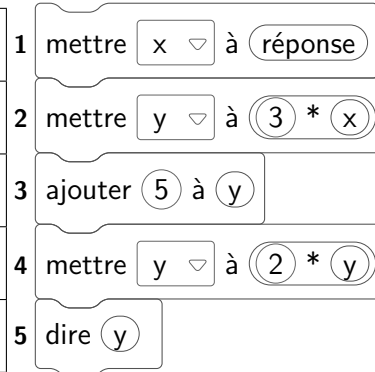 1 mettre x à réponse
2 mettre y à 3 * x
3 ajouter 5 à y
4 mettre y à 2 * y
5 dire y